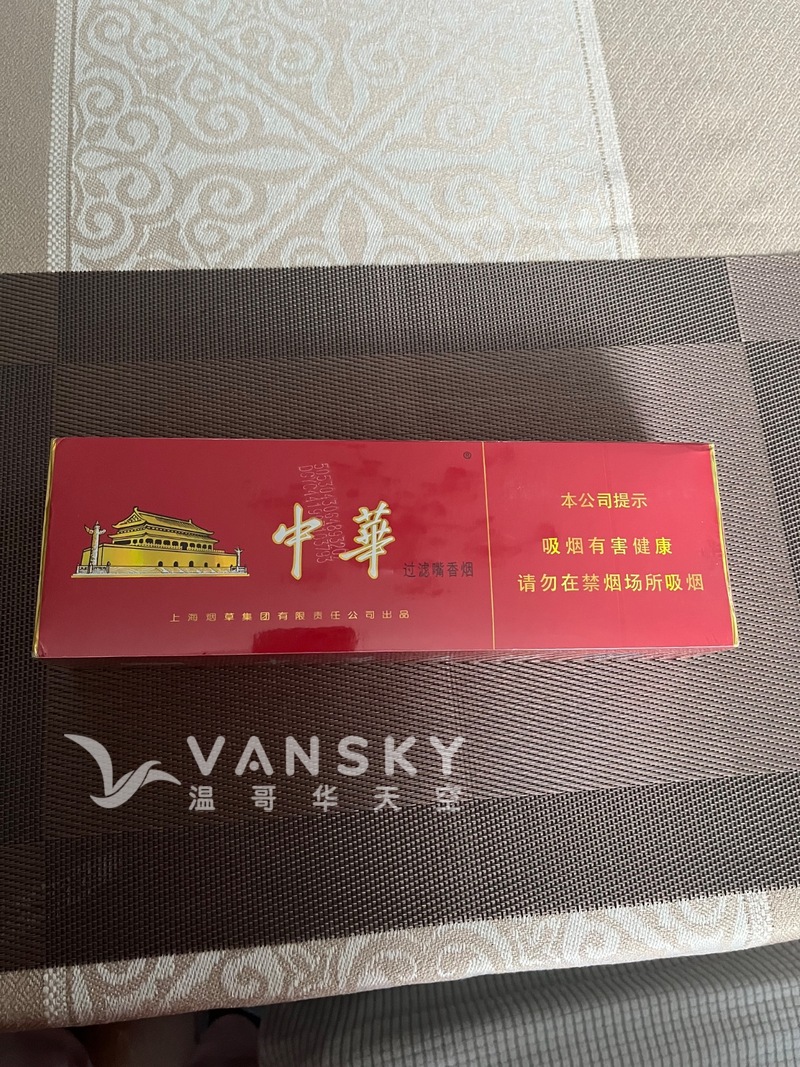 ®
中華
过滤嘴香烟
上海烟草集团有限责任公司出品
本公司提示
吸烟有害健康
请勿在禁烟场所吸烟
VANSKY
温哥华天空